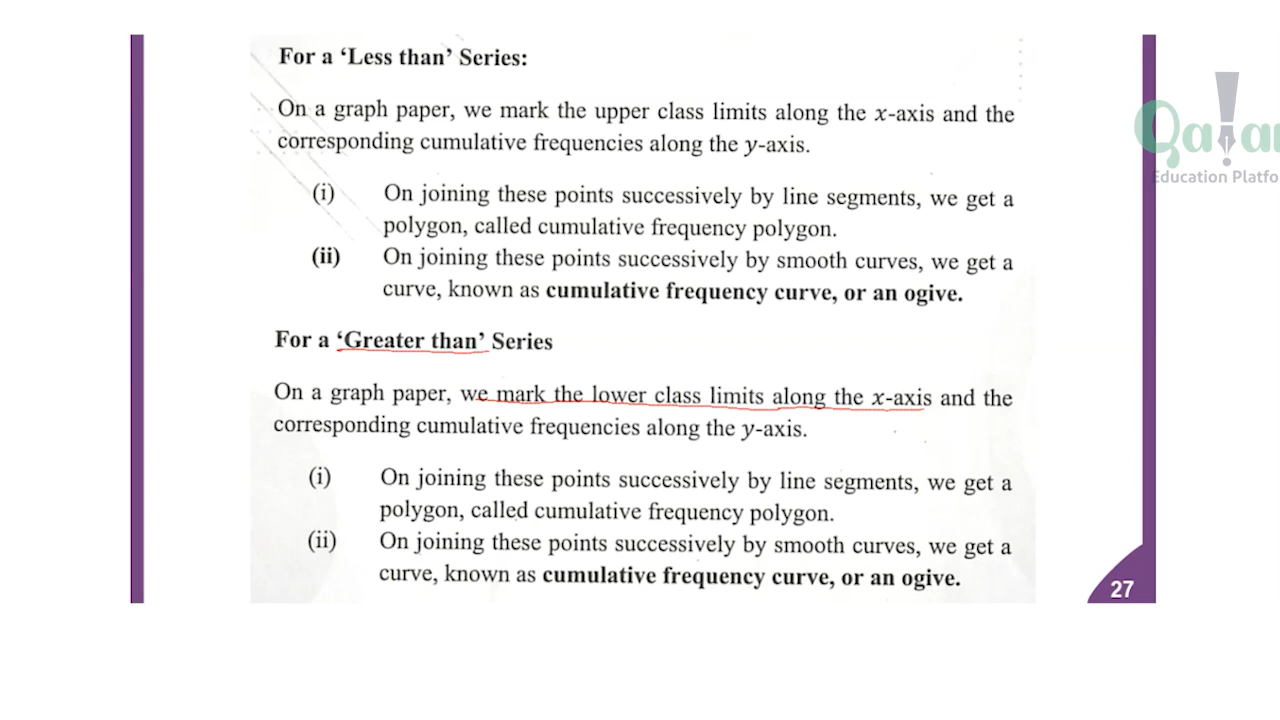 For a ‘Less than’ Series:
On a graph paper, we mark the upper class limits along the x-axis and the
corresponding cumulative frequencies along the y-axis.
(i) On joining these points successively by line segments, we get a
polygon, called cumulative frequency polygon.
(ii) On joining these points successively by smooth curves, we get a
curve, known as cumulative frequency curve, or an ogive.
For a ‘Greater than’ Series
On a graph paper, we mark the lower class limits along the x-axis and the
corresponding cumulative frequencies along the y-axis.
(i) On joining these points successively by line segments, we get a
polygon, called cumulative frequency polygon.
(ii) On joining these points successively by smooth curves, we get a
curve, known as cumulative frequency curve, or an ogive.
27
Education